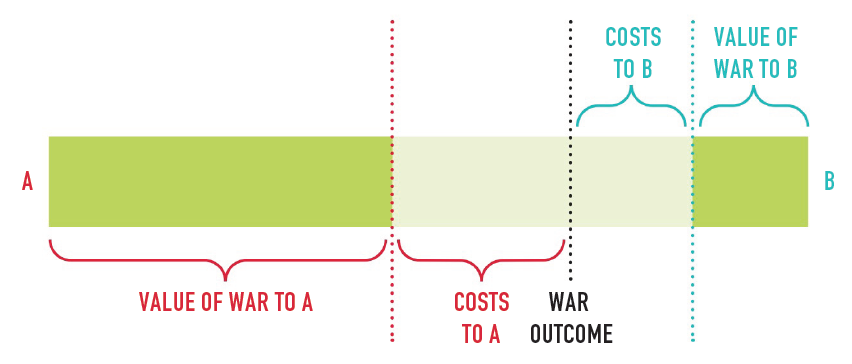 COSTS
TO B
VALUE OF
WAR TO B
A
B
VALUE OF WAR TO A
COSTS
TO A
WAR
OUTCOME